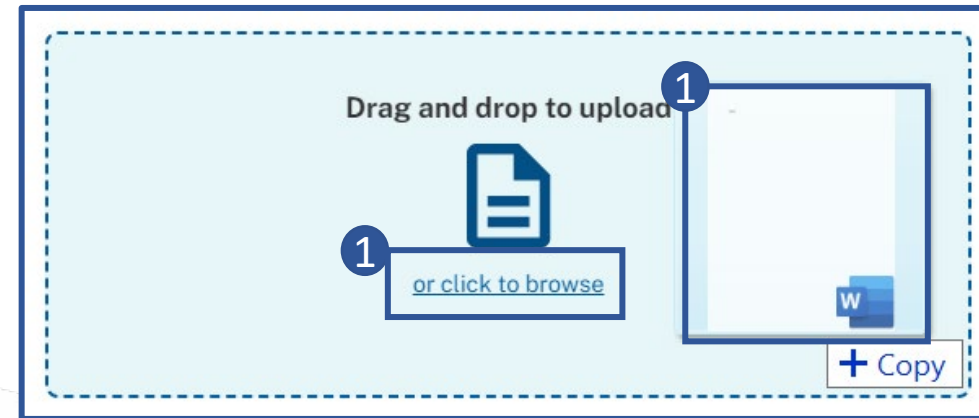 1
Drag and drop to upload
1
or click to browse
W
+ Copy